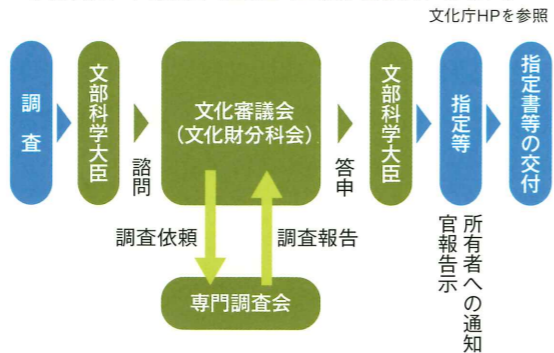 文化庁HPを参照
調査
文部科学大臣
諮問
文化審議会
（文化財分科会）
答申
文部科学大臣
指定等
指定書等の交付
調査依頼
調査報告
専門調査会
所有者への通知
官報告示